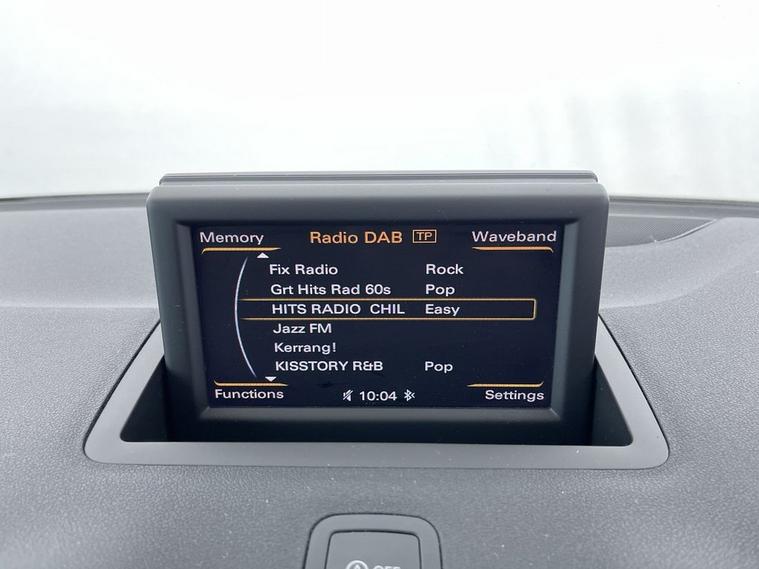 Memory Radio DAB TP Waveband
Fix Radio Rock
Grt Hits Rad 60s Pop
HITS RADIO CHIL Easy
Jazz FM
Kerrang!
KISSTORY R&B Pop
Functions 10:04 Settings
OFF